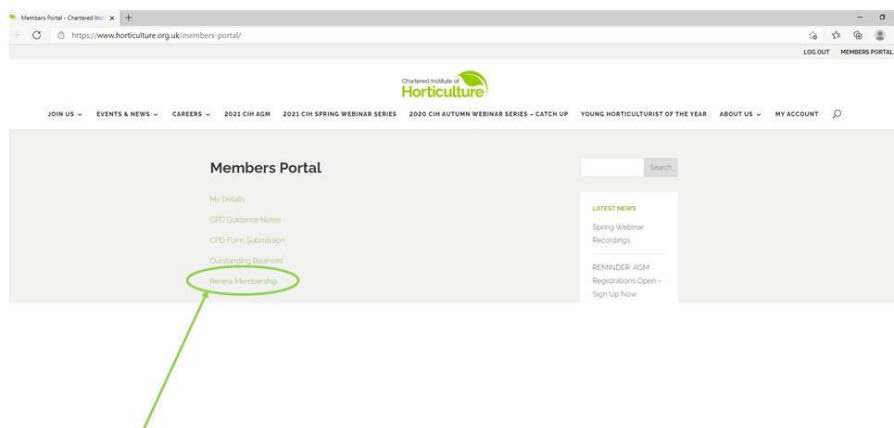 Members Portal - Chartered Inst
https://www.horticulture.org.uk/members-portal/
LOG OUT MEMBERS PORTAL
Chartered Institute of
Horticulture
JOIN US EVENTS & NEWS CAREERS 2021 CIH AGM 2021 CIH SPRING WEBINAR SERIES 2020 CIH AUTUMN WEBINAR SERIES – CATCH UP YOUNG HORTICULTURIST OF THE YEAR ABOUT US MY ACCOUNT
Members Portal
Search
My Details
CPD Guidance Notes
CPD Form Submission
Outstanding Balances
Renew Membership
LATEST NEWS
Spring Webinar
Recordings
REMINDER: AGM
Registrations Open –
Sign Up Now